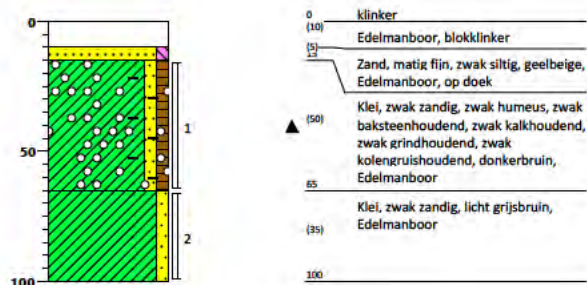 0
50
100
1
2
0 klinker
(10)
Edelmanboor, blokklinker
(5)
15
Zand, matig fijn, zwak siltig, geelbeige,
Edelmanboor, op doek
Klei, zwak zandig, zwak humeus, zwak
(50) baksteenhoudend, zwak kalkhoudend,
zwak grindhoudend, zwak
kolengruishoudend, donkerbruin,
Edelmanboor
65
Klei, zwak zandig, licht grijsbruin,
(35) Edelmanboor
100